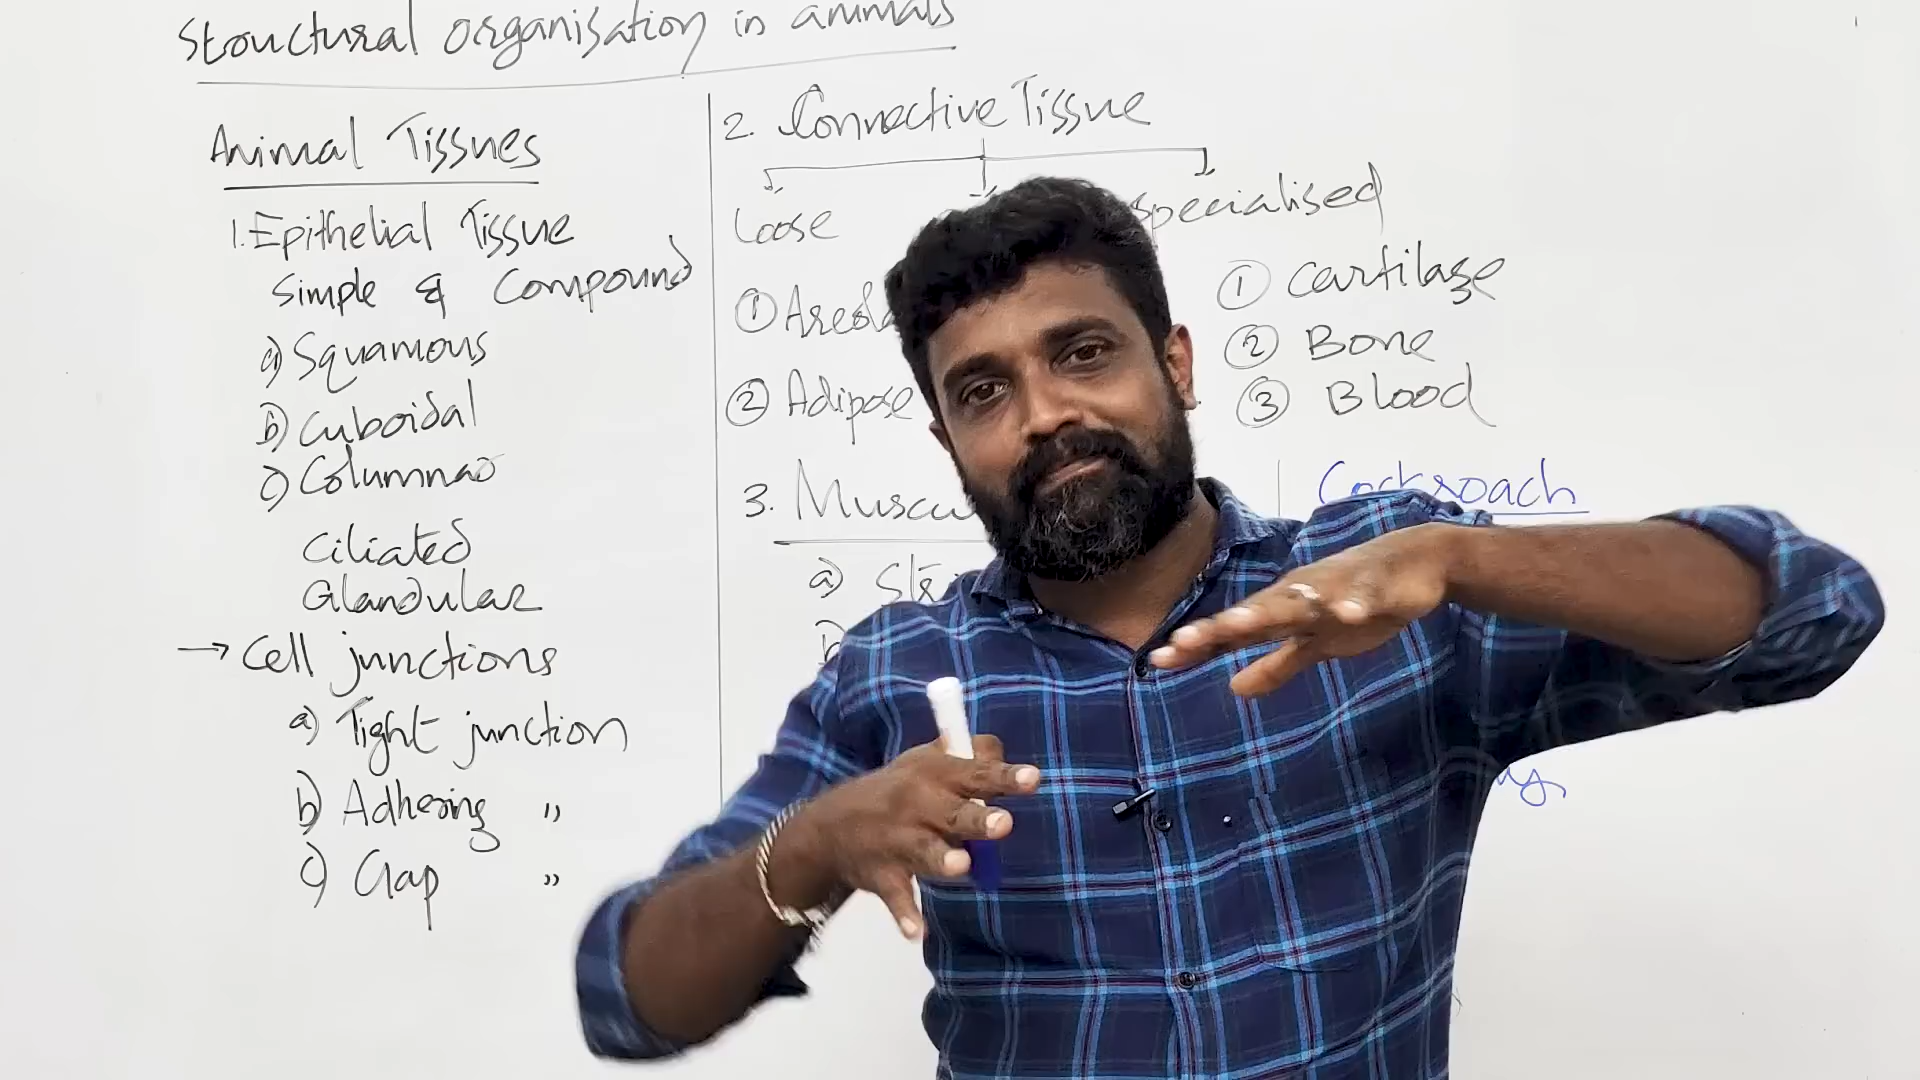 Structural organisation in animals
Animal Tissues
1. Epithelial Tissue
Simple & Compound
a) Squamous
b) Cuboidal
c) Columnar
Ciliated
Glandular
→ Cell junctions
a) Tight junction
b) Adhering "
c) Gap "
2. Connective Tissue
Loose
specialised
① Areola
② Adipose
① Cartilage
② Bone
③ Blood
3. Muscu
a)
b
Cockroach